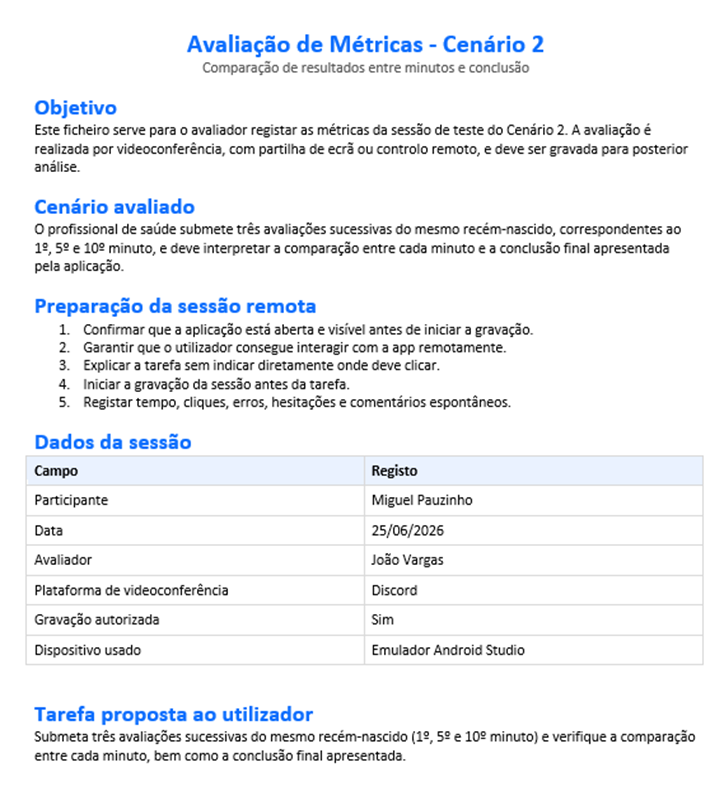 Avaliação de Métricas - Cenário 2
Comparação de resultados entre minutos e conclusão
Objetivo
Este ficheiro serve para o avaliador registar as métricas da sessão de teste do Cenário 2. A avaliação é
realizada por videoconferência, com partilha de ecrã ou controlo remoto, e deve ser gravada para posterior
análise.
Cenário avaliado
O profissional de saúde submete três avaliações sucessivas do mesmo recém-nascido, correspondentes ao
1º, 5º e 10º minuto, e deve interpretar a comparação entre cada minuto e a conclusão final apresentada
pela aplicação.
Preparação da sessão remota
1. Confirmar que a aplicação está aberta e visível antes de iniciar a gravação.
2. Garantir que o utilizador consegue interagir com a app remotamente.
3. Explicar a tarefa sem indicar diretamente onde deve clicar.
4. Iniciar a gravação da sessão antes da tarefa.
5. Registar tempo, cliques, erros, hesitações e comentários espontâneos.
Dados da sessão
Campo Registo
Participante Miguel Pauzinho
Data 25/06/2026
Avaliador João Vargas
Plataforma de videoconferência Discord
Gravação autorizada Sim
Dispositivo usado Emulador Android Studio
Tarefa proposta ao utilizador
Submeta três avaliações sucessivas do mesmo recém-nascido (1º, 5º e 10º minuto) e verifique a comparação
entre cada minuto, bem como a conclusão final apresentada.